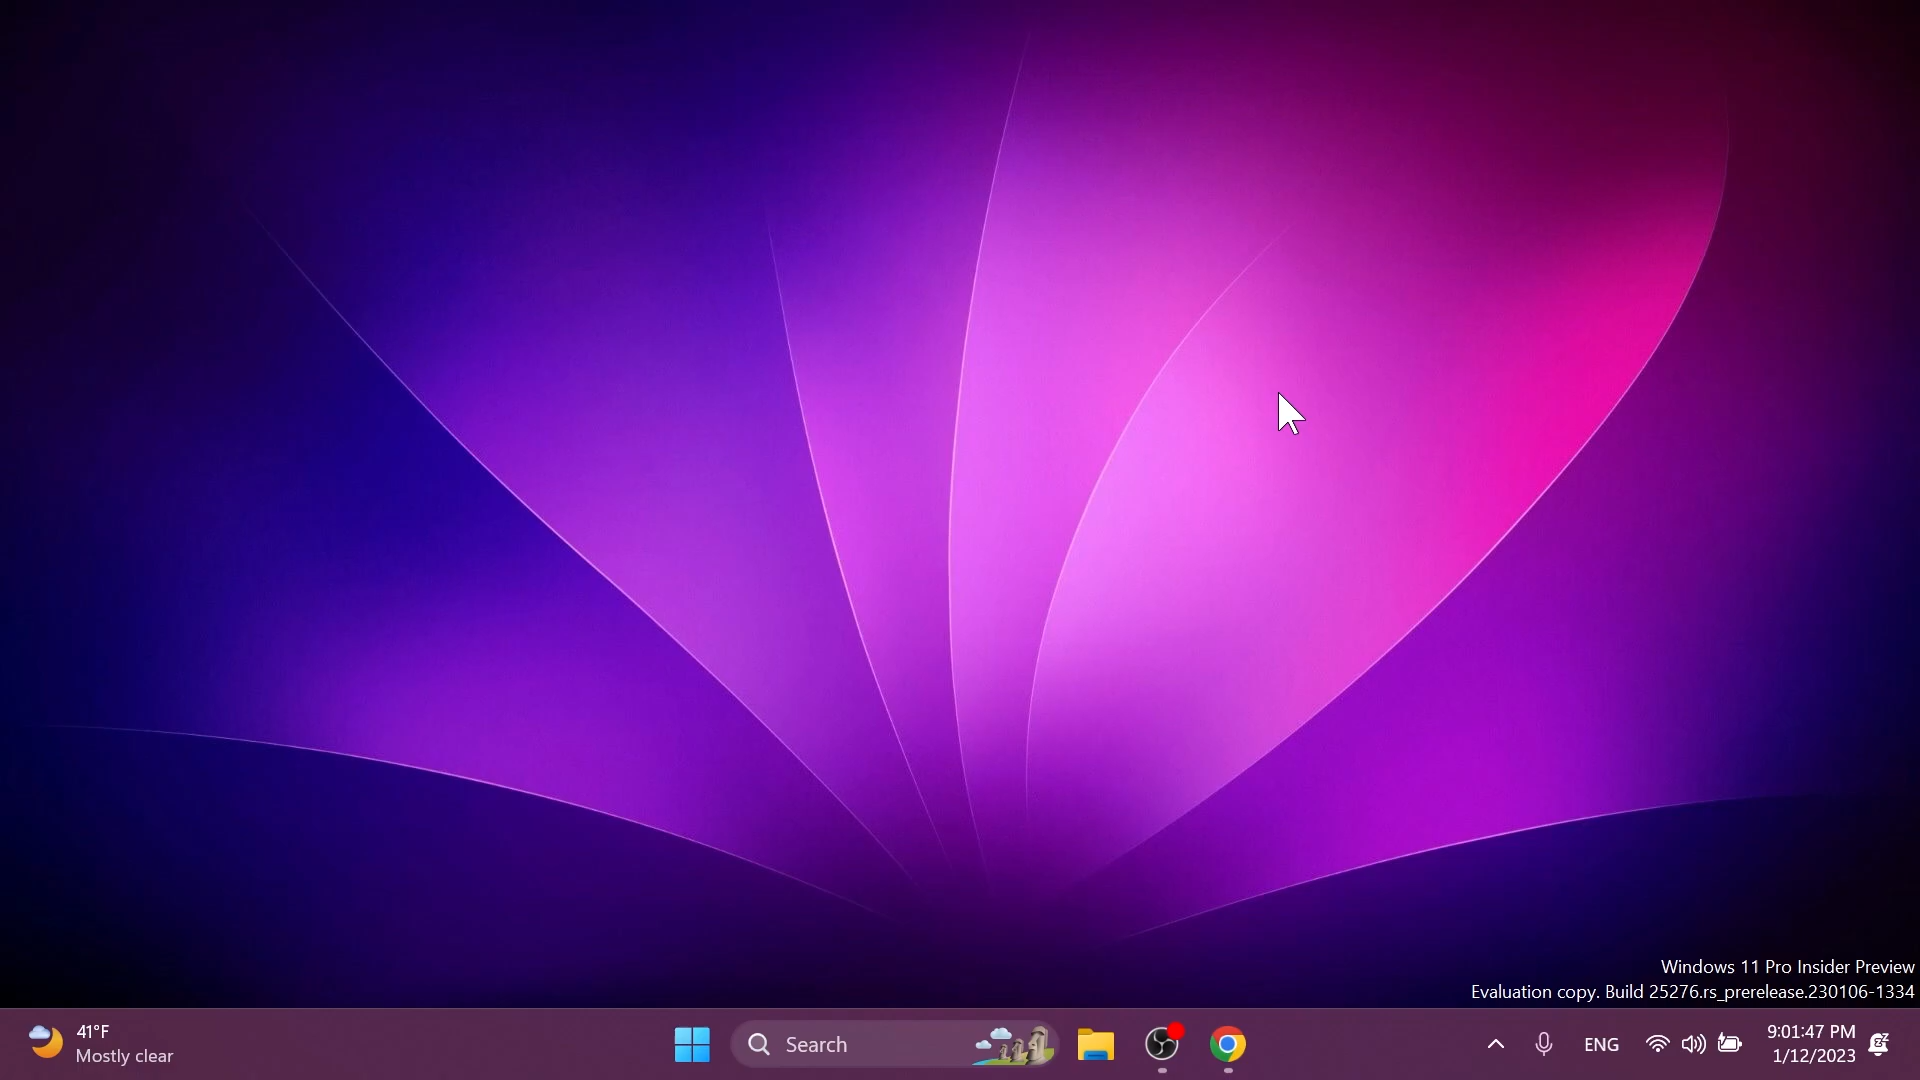 Windows 11 Pro Insider Preview
Evaluation copy. Build 25276.rs_prerelease.230106-1334
41°F
Mostly clear
Search
ENG
9:01:47 PM
1/12/2023